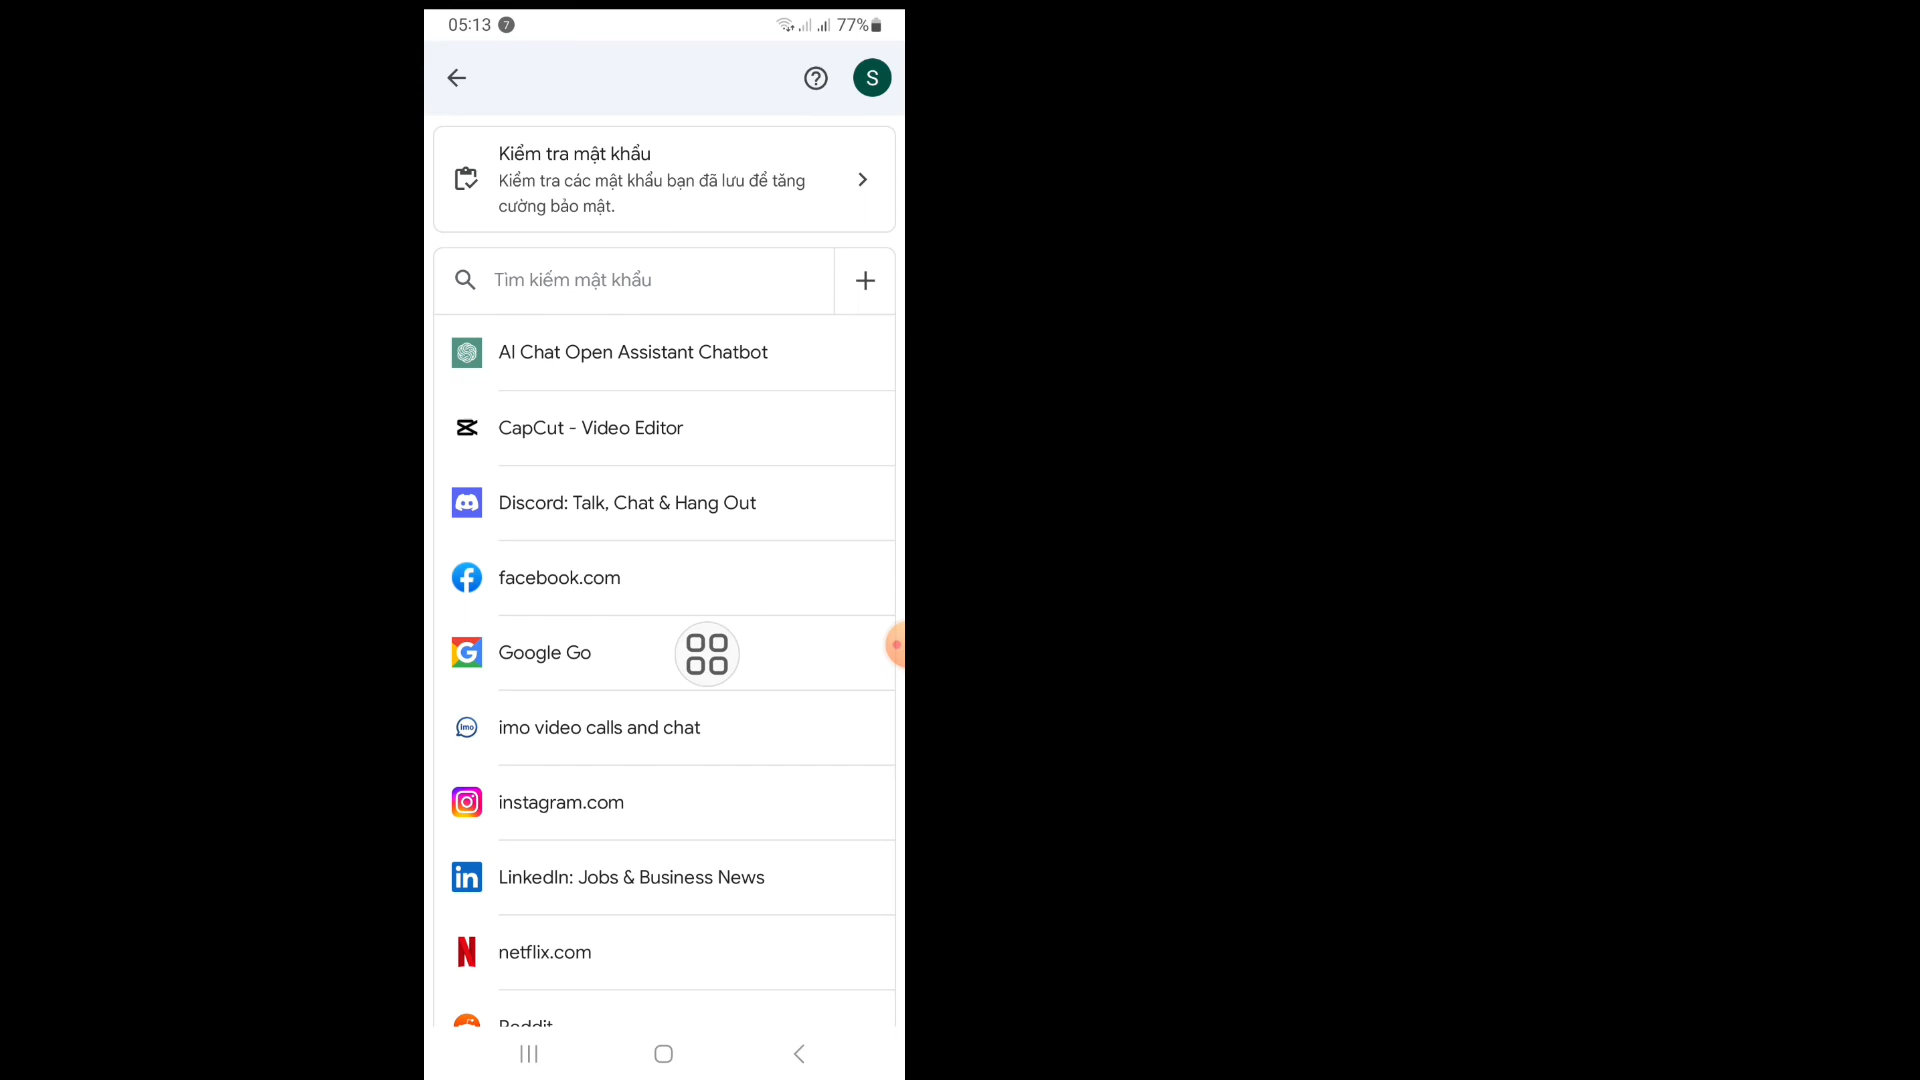 05:13 7 77%
S
Kiểm tra mật khẩu
Kiểm tra các mật khẩu bạn đã lưu để tăng
cường bảo mật.
Tìm kiếm mật khẩu
AI Chat Open Assistant Chatbot
CapCut - Video Editor
Discord: Talk, Chat & Hang Out
facebook.com
Google Go
imo video calls and chat
instagram.com
LinkedIn: Jobs & Business News
netflix.com
Reddit